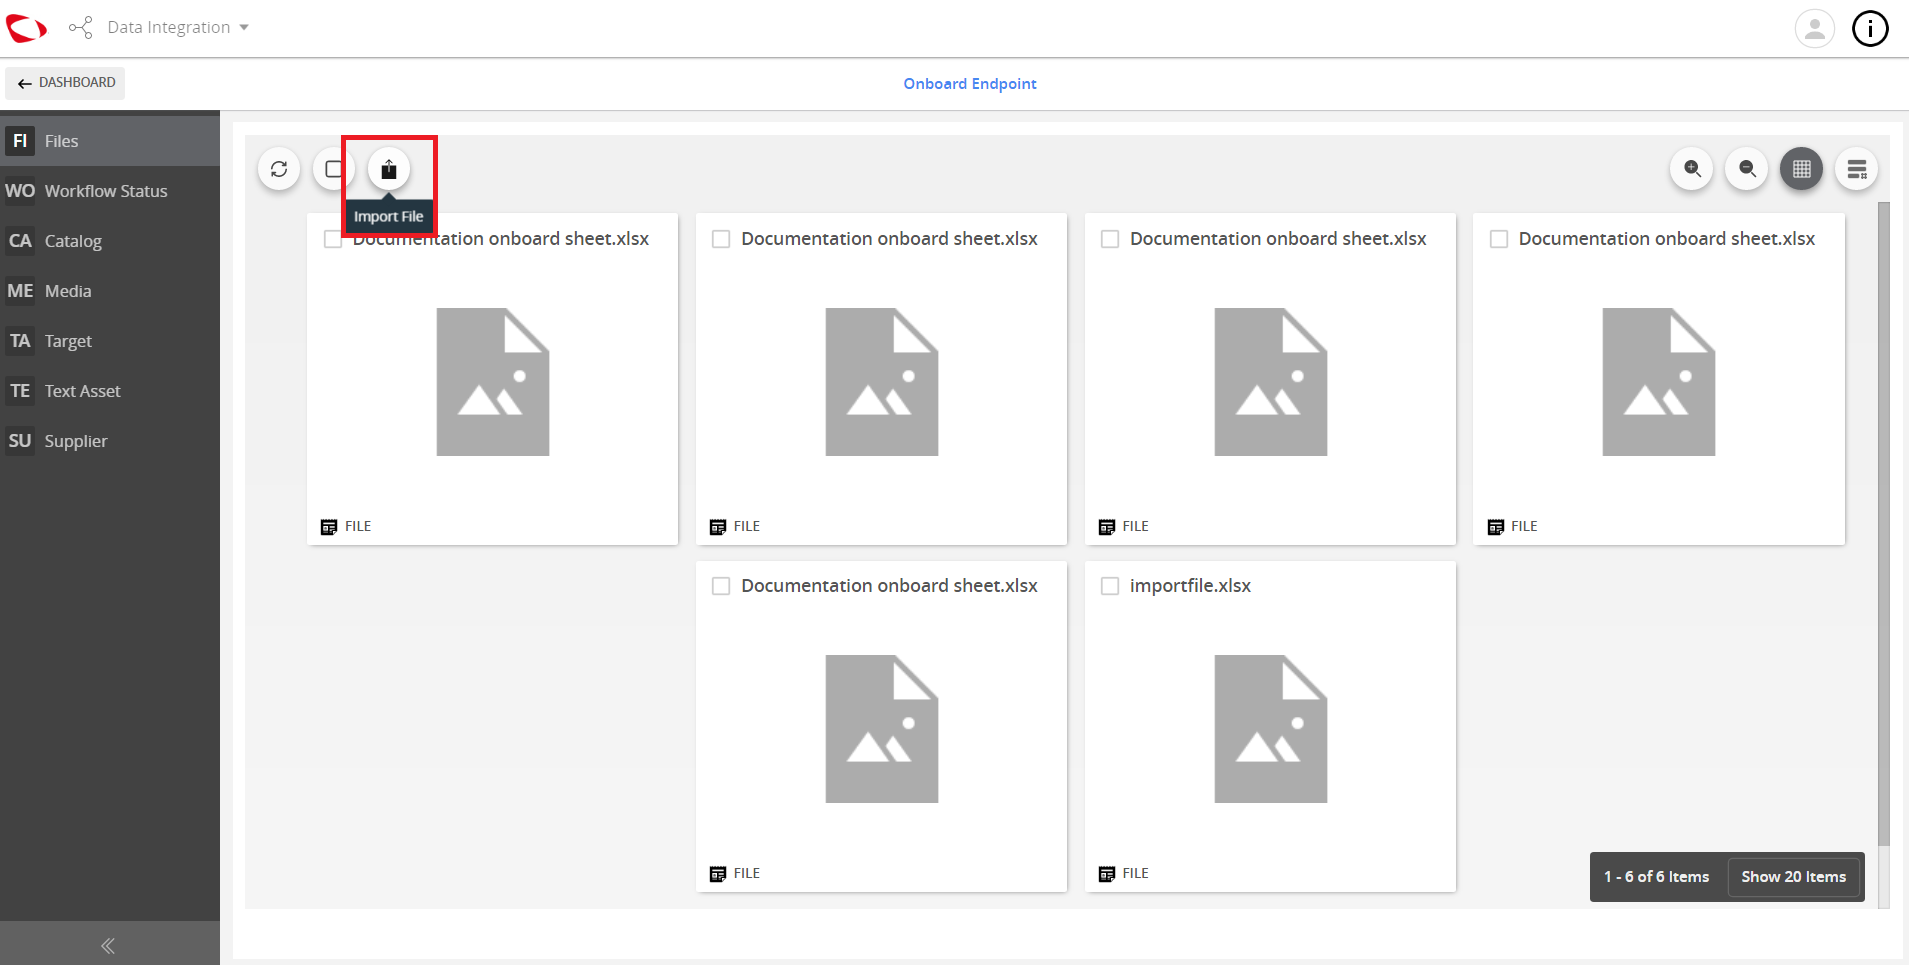 Data Integration
i
DASHBOARD
Onboard Endpoint
FI Files
WO Workflow Status
CA Catalog
ME Media
TA Target
TE Text Asset
SU Supplier
Import File
Documentation onboard sheet.xlsx
Documentation onboard sheet.xlsx
Documentation onboard sheet.xlsx
Documentation onboard sheet.xlsx
FILE
FILE
FILE
FILE
Documentation onboard sheet.xlsx
importfile.xlsx
FILE
FILE
1 - 6 of 6 Items
Show 20 Items